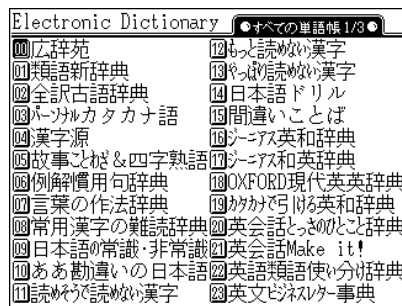 Electronic Dictionary ●すべての単語帳1/3●
00広辞苑
01類語新辞典
02全訳古語辞典
03パーソナルカタカナ語
04漢字源
05故事ことわざ&四字熟語
06例解慣用句辞典
07言葉の作法辞典
08常用漢字の難読辞典
09日本語の常識・非常識
10ああ勘違いの日本語
11読めそうで読めない漢字
12もっと読めない漢字
13やっぱり読めない漢字
14日本語ドリル
15間違いことば
16ジーニアス英和辞典
17ジーニアス和英辞典
18OXFORD現代英英辞典
19カタカナで引ける英和辞典
20英会話とっさのひとこと辞典
21英会話Make it!
22英語類語使い分け辞典
23英文ビジネスレター事典